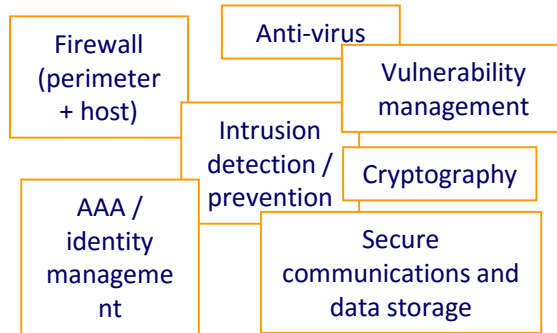 Firewall
(perimeter
+ host)
Anti-virus
Vulnerability
management
Intrusion
detection /
prevention
Cryptography
AAA /
identity
manageme
nt
Secure
communications and
data storage